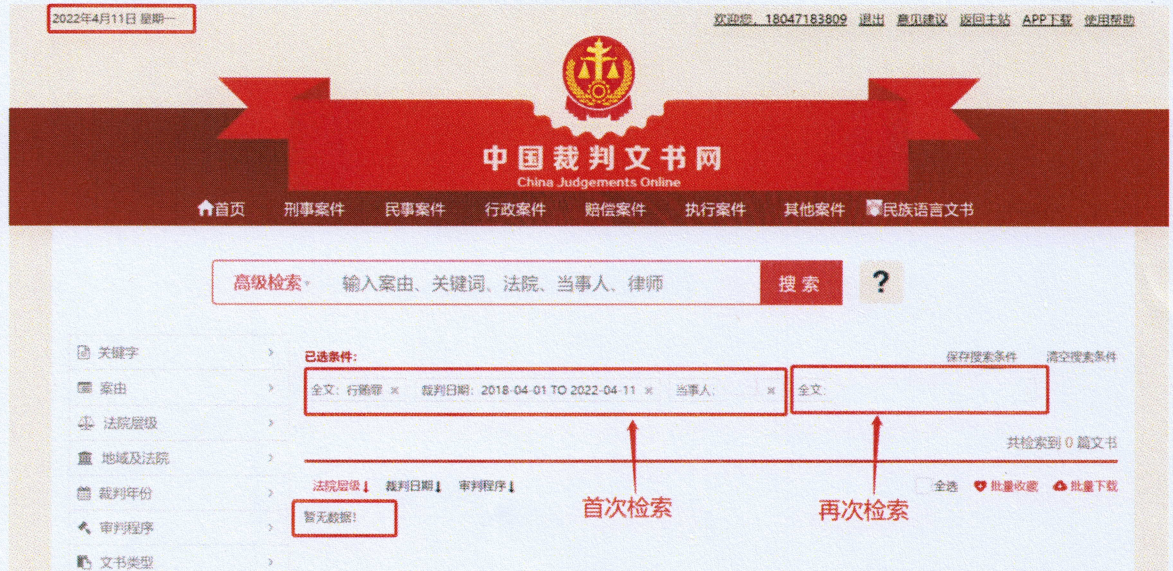 2022年4月11日 星期一
欢迎您，18047183809 退出 意见建议 返回主站 APP下载 使用帮助
中国裁判文书网
China Judgements Online
首页 刑事案件 民事案件 行政案件 赔偿案件 执行案件 其他案件 民族语言文书
高级检索 输入案由、关键词、法院、当事人、律师 搜索 ?
关键字
已选条件：
保存搜索条件 清空搜索条件
案由
全文：行贿罪 × 裁判日期：2018-04-01 TO 2022-04-11 × 当事人： × 全文：
法院层级
共检索到 0 篇文书
地域及法院
法院层级↓ 裁判日期↓ 审判程序↓
全选 批量收藏 批量下载
裁判年份
首次检索
再次检索
暂无数据！
审判程序
文书类型